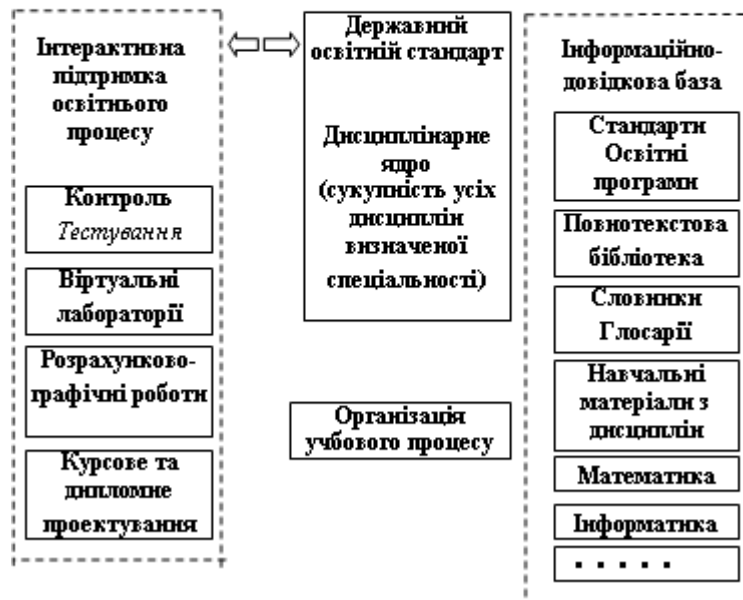 Інтерактивна
підтримка
освітнього
процесу
Контроль
Тестування
Віртуальні
лабораторії
Розрахунково-
графічні роботи
Курсове та
дипломне
проектування
Державний
освітній стандарт
Дисциплінарне
ядро
(сукупність усіх
дисциплін
визначеної
спеціальності)
Організація
учбового процесу
Інформаційно-
довідкова база
Стандарти
Освітні
програми
Повнотекстова
бібліотека
Словники
Глосарії
Навчальні
матеріали з
дисциплін
Математика
Інформатика
. . . . .